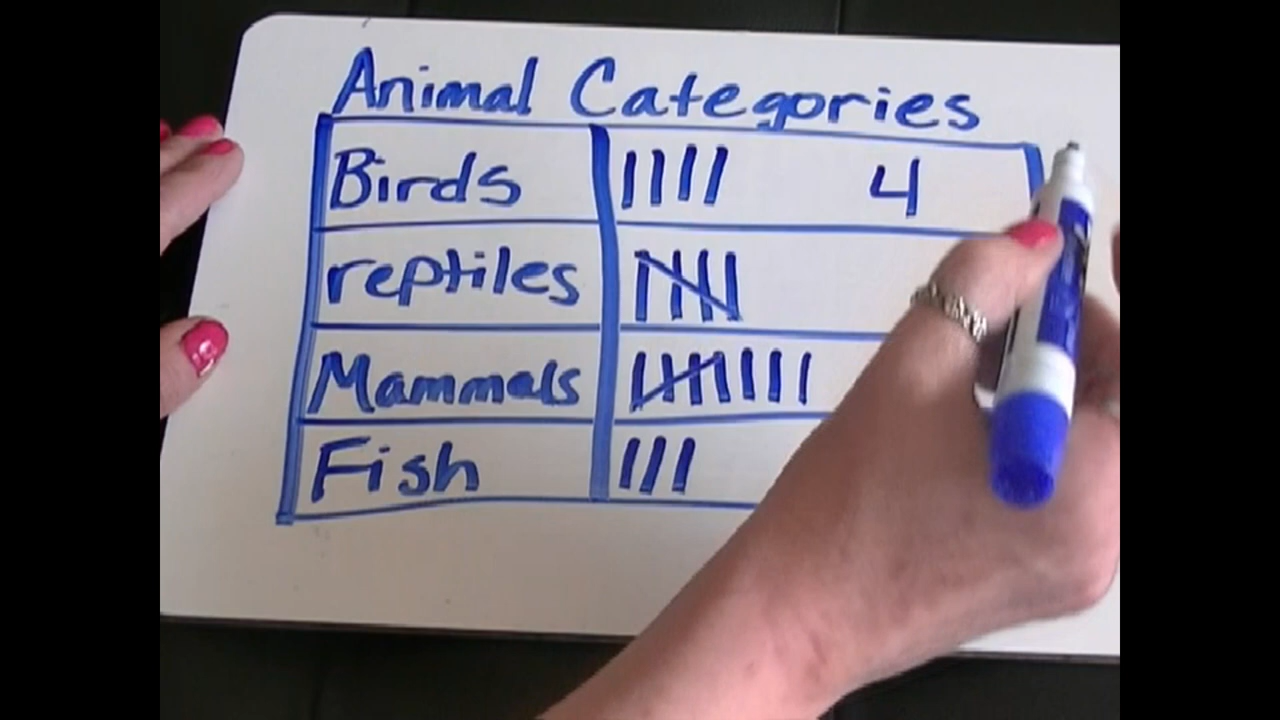 Animal Categories
Birds |||| 4
reptiles
Mammals
Fish |||